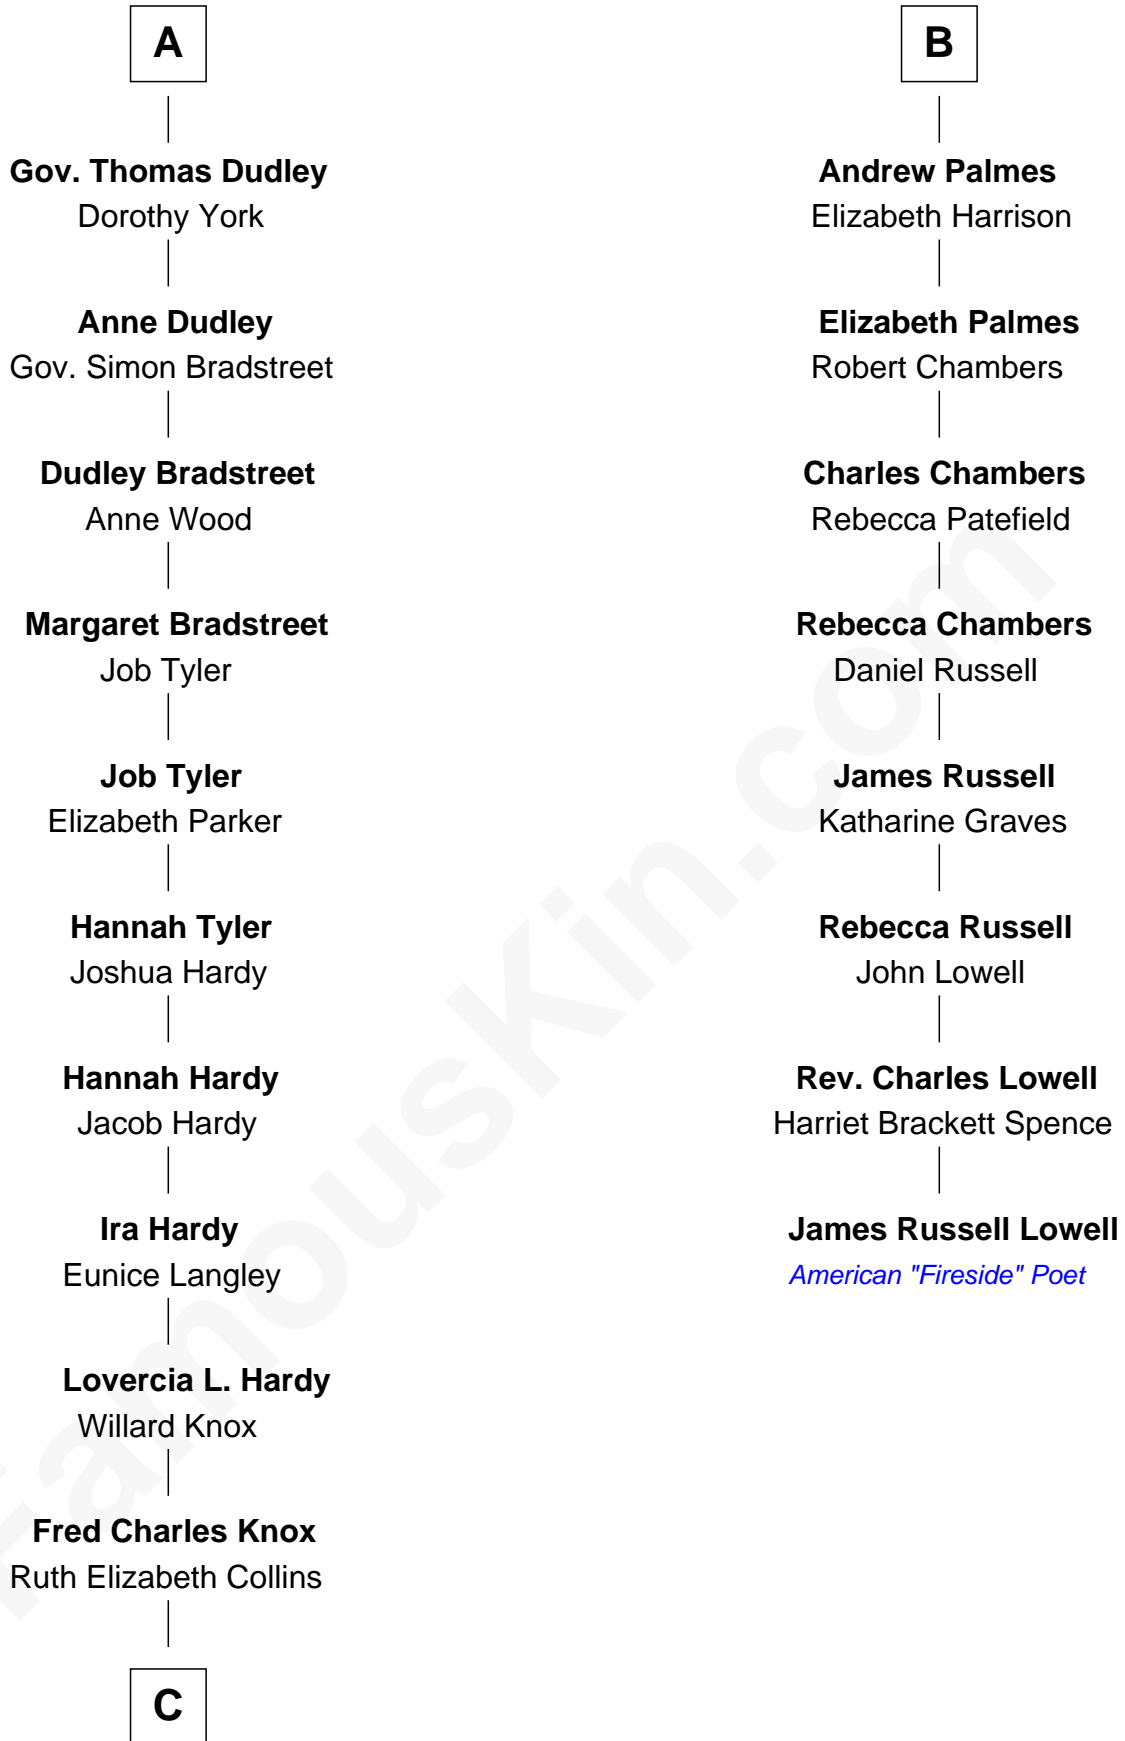 A
Gov. Thomas Dudley
Dorothy York
Anne Dudley
Gov. Simon Bradstreet
Dudley Bradstreet
Anne Wood
Margaret Bradstreet
Job Tyler
Job Tyler
Elizabeth Parker
Hannah Tyler
Joshua Hardy
Hannah Hardy
Jacob Hardy
Ira Hardy
Eunice Langley
Lovercia L. Hardy
Willard Knox
Fred Charles Knox
Ruth Elizabeth Collins
C
B
Andrew Palmes
Elizabeth Harrison
Elizabeth Palmes
Robert Chambers
Charles Chambers
Rebecca Patefield
Rebecca Chambers
Daniel Russell
James Russell
Katharine Graves
Rebecca Russell
John Lowell
Rev. Charles Lowell
Harriet Brackett Spence
James Russell Lowell
American "Fireside" Poet
FamousKin.com